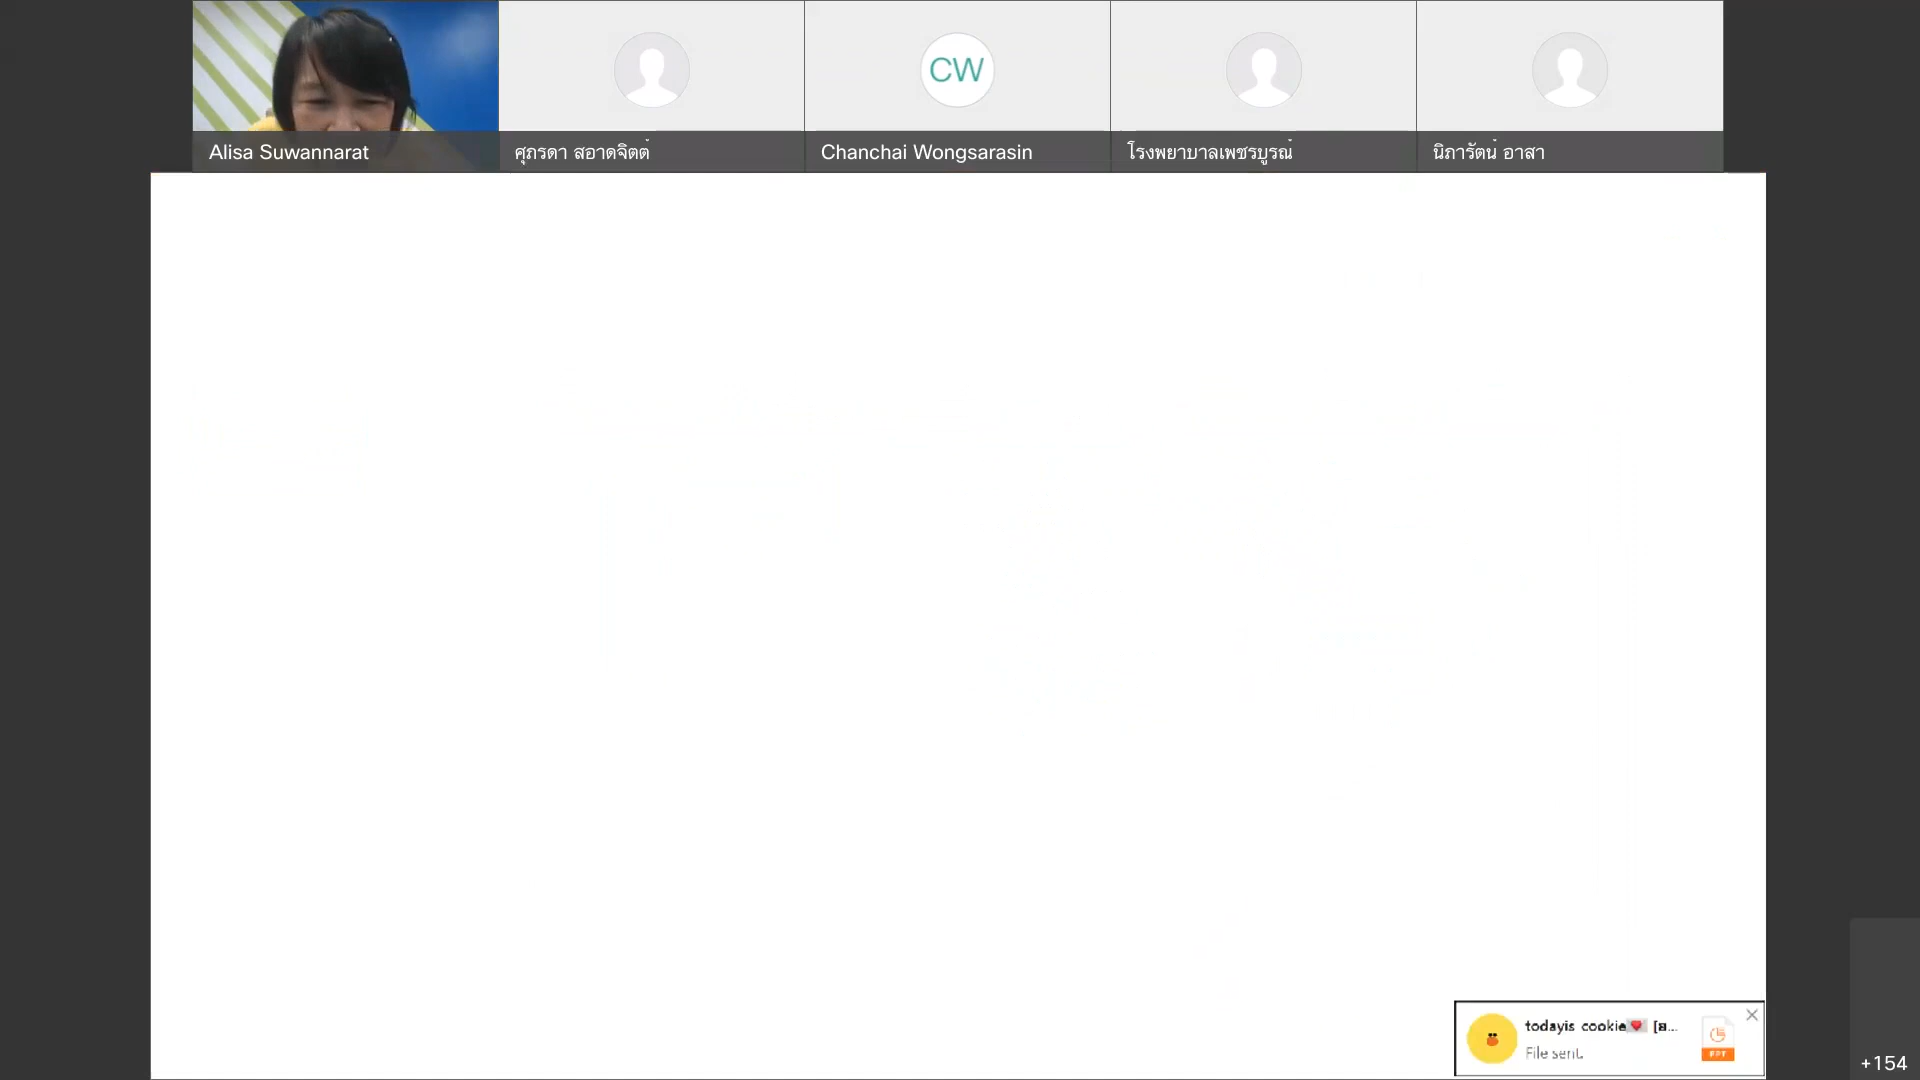 CW
Alisa Suwannarat
ศุภรดา สอาดจิตต์
Chanchai Wongsarasin
โรงพยาบาลเพชรบูรณ์
นิภารัตน์ อาสา
todayis cookie
File sent.
PPT
+154